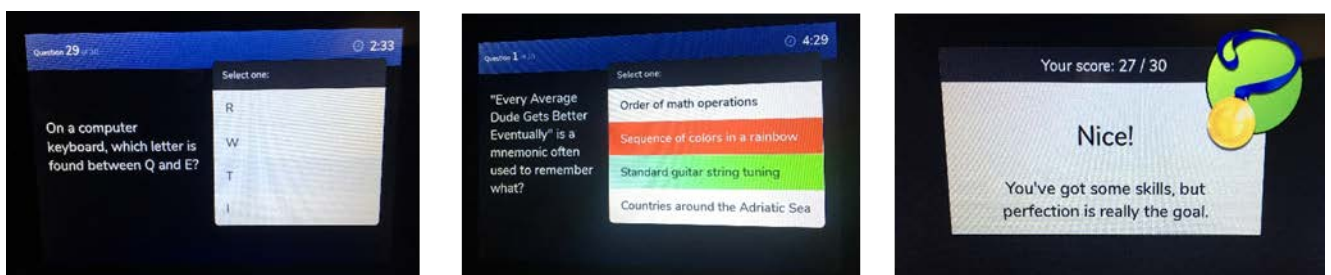 Question 29 of 30
2:33
On a computer
keyboard, which letter is
found between Q and E?
Select one:
R
W
T
I
Question 1
4:29
"Every Average
Dude Gets Better
Eventually" is a
mnemonic often
used to remember
what?
Select one:
Order of math operations
Sequence of colors in a rainbow
Standard guitar string tuning
Countries around the Adriatic Sea
Your score: 27 / 30
Nice!
You've got some skills, but
perfection is really the goal.